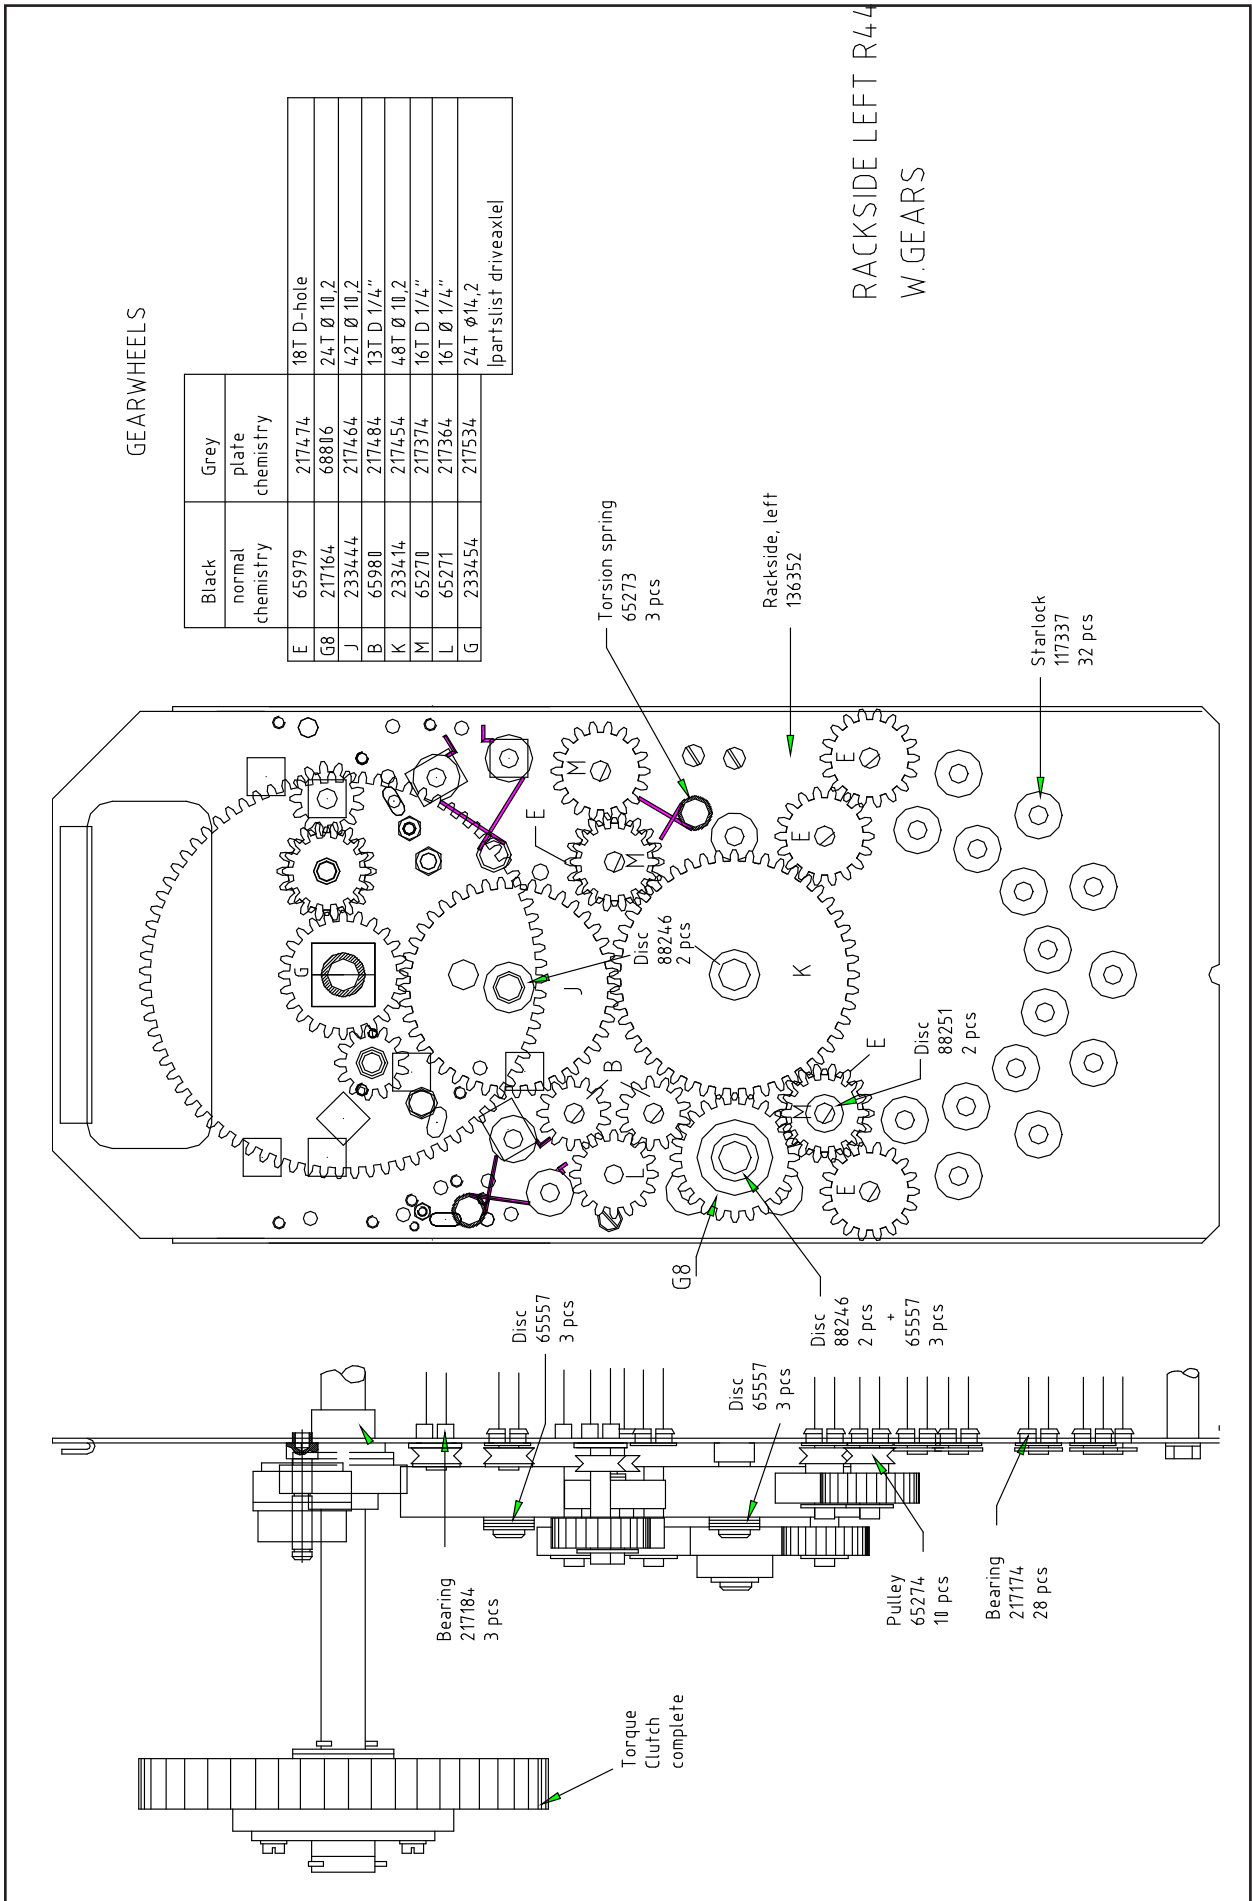 GEARWHEELS
Black Grey
normal chemistry plate chemistry
E 65979 217474 18T D-hole
G8 217164 68806 24T Ø 10,2
J 233444 217464 42T Ø 10,2
B 65980 217484 13T D 1/4"
K 233414 217454 48T Ø 10,2
M 65270 217374 16T D 1/4"
L 65271 217364 16T Ø 1/4"
G 233454 217534 24T ϕ14,2
(partslist driveaxle)
RACKSIDE LEFT R44
W.GEARS
G
E
M
M
J
B
L
K
E
E
E
M
E
G8
Torsion spring
65273
3 pcs
Rackside, left
136352
Starlock
117337
32 pcs
Disc
88246
2 pcs
Disc
88251
2 pcs
Disc
88246
2 pcs +
65557
3 pcs
Disc
65557
3 pcs
Disc
65557
3 pcs
Bearing
217184
3 pcs
Pulley
65274
10 pcs
Bearing
217174
28 pcs
Torque
Clutch
complete